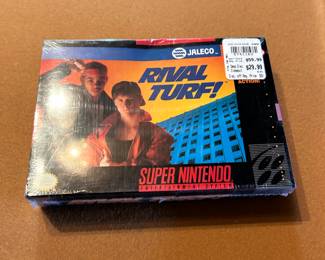 JALECO
RIVAL
TURF!
$29.99
ACTION!
SUPER NINTENDO
ENTERTAINMENT SYSTEM